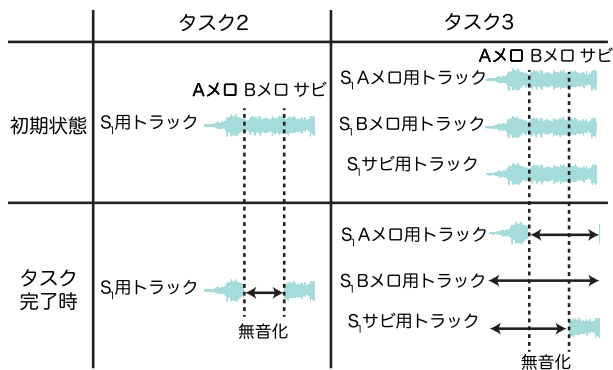 タスク2
タスク3
Aメロ Bメロ サビ
Aメロ Bメロ サビ
初期状態
S1用トラック
S1Aメロ用トラック
S1Bメロ用トラック
S1サビ用トラック
タスク
完了時
S1用トラック
無音化
S1Aメロ用トラック
S1Bメロ用トラック
S1サビ用トラック
無音化